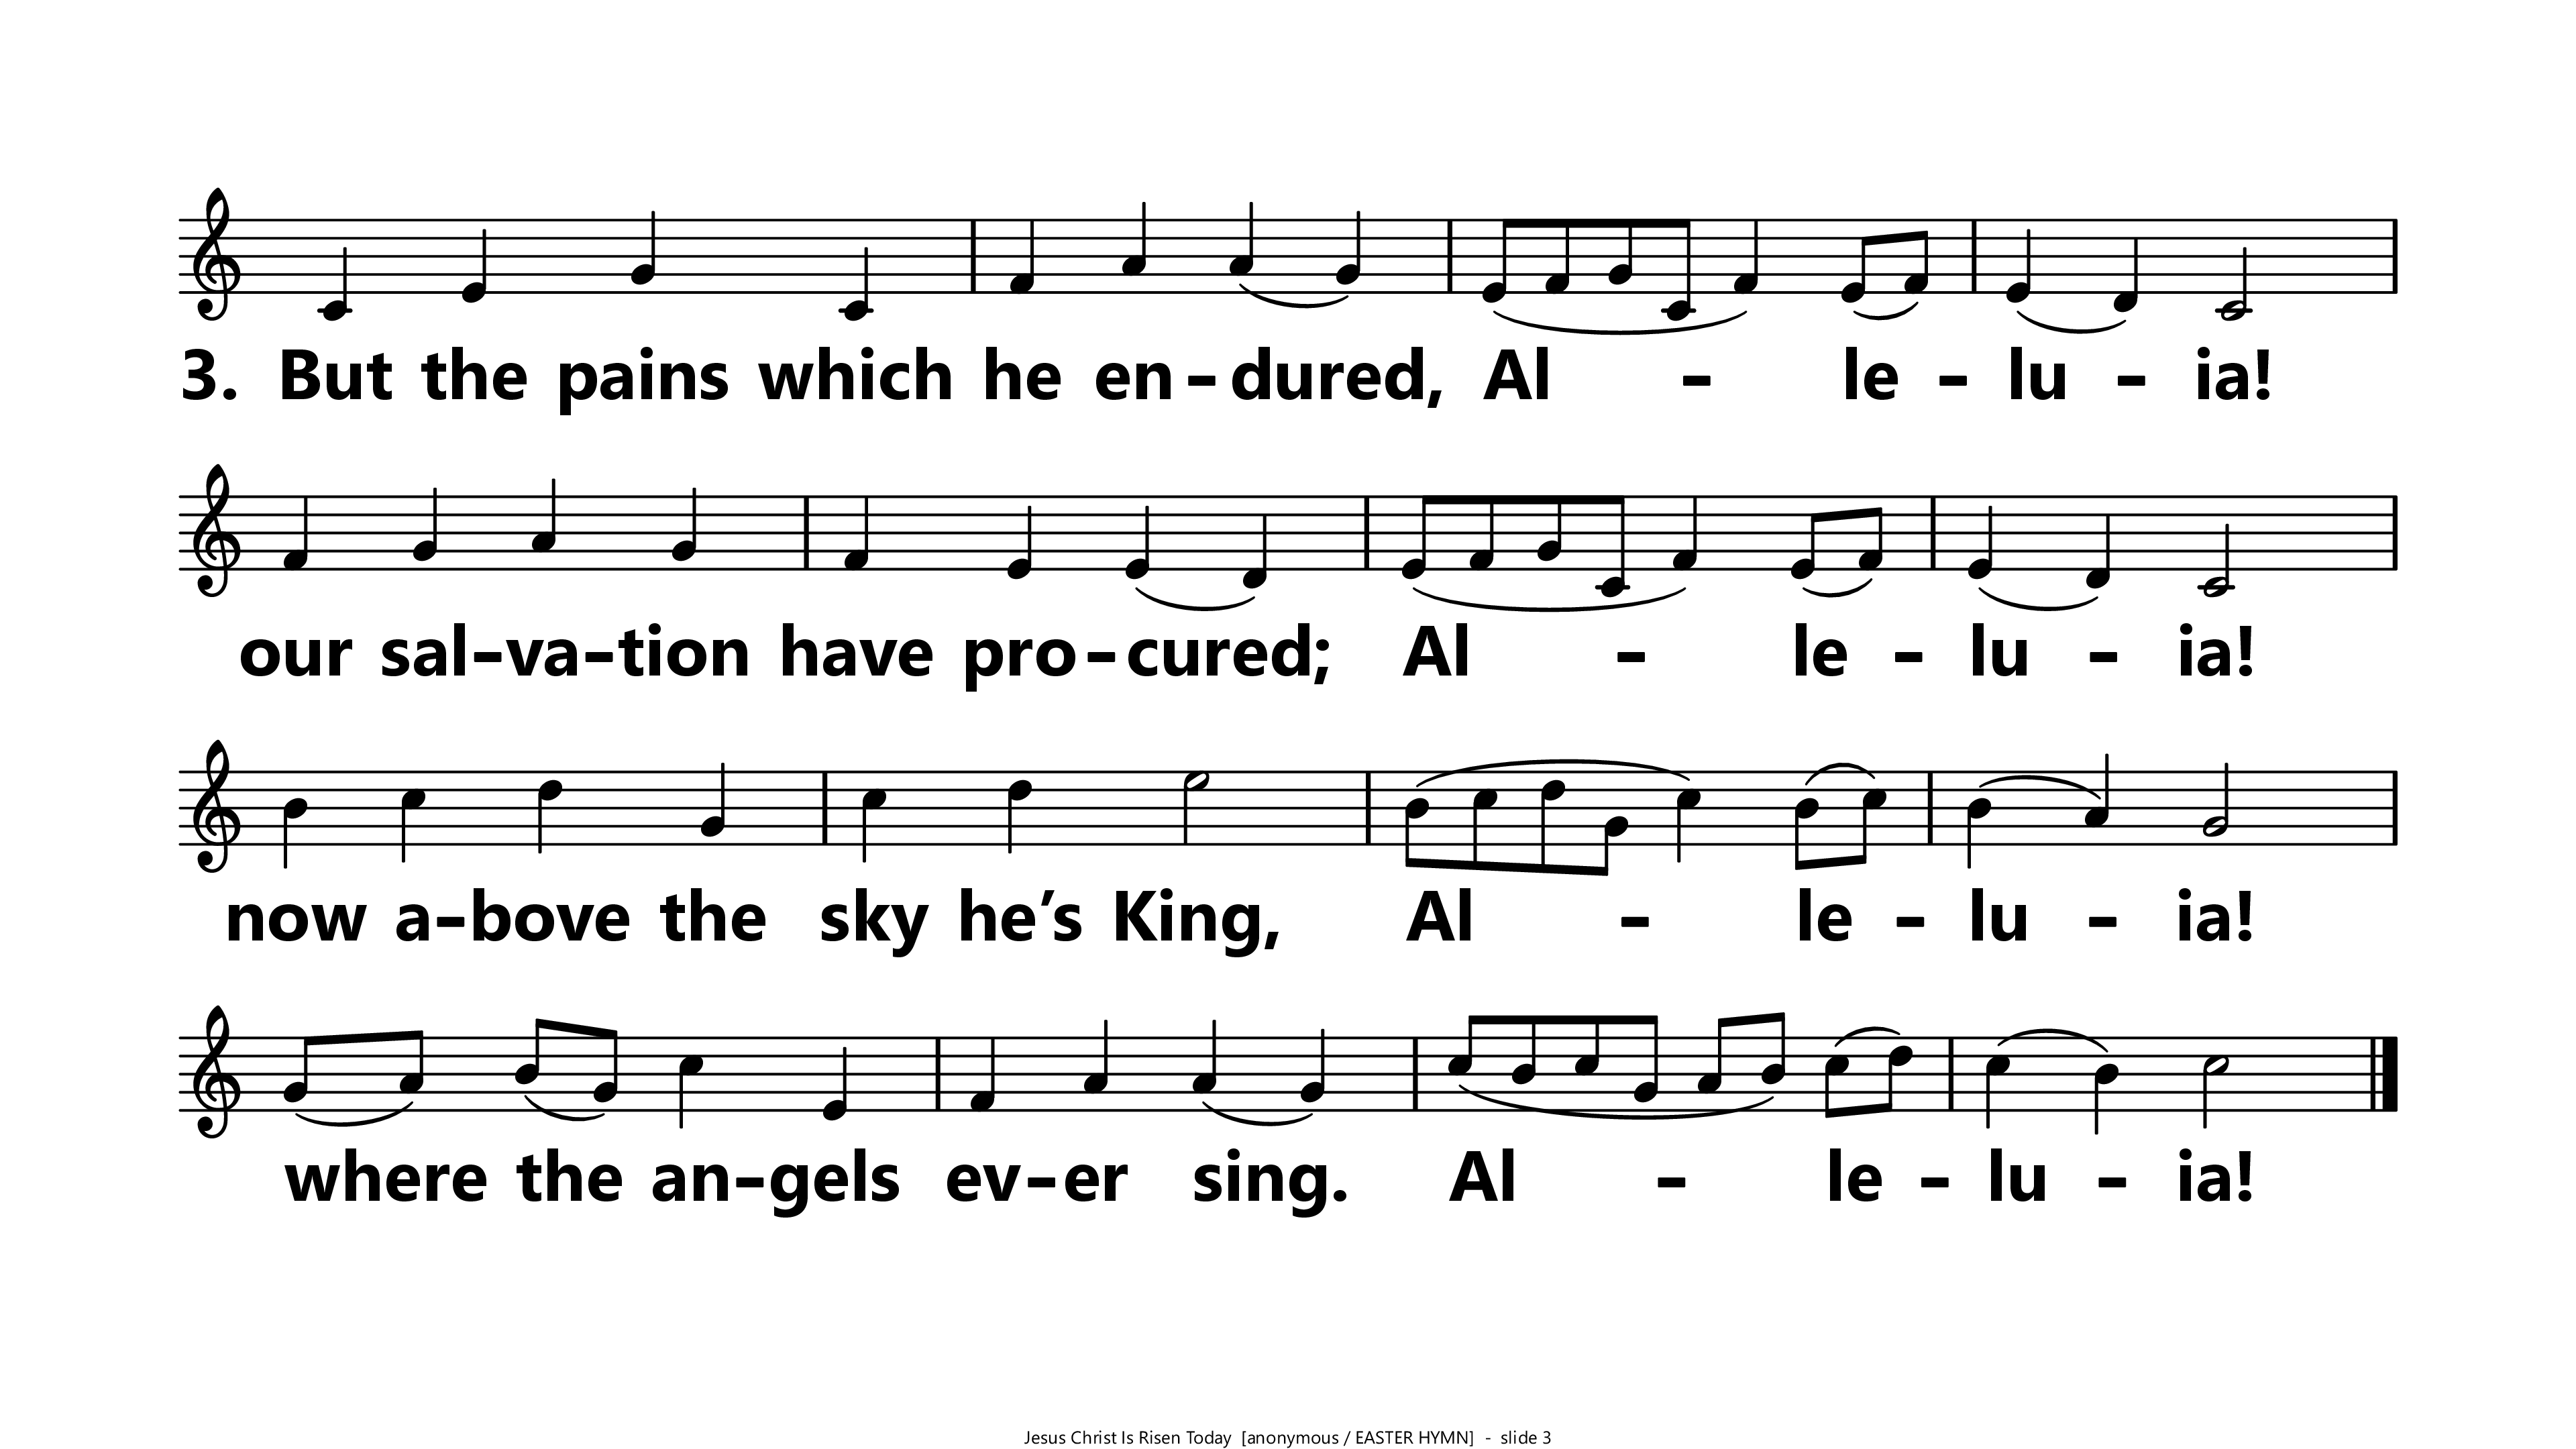 3. But the pains which he en – dured, Al – le – lu – ia!
our sal–va–tion have pro – cured; Al – le – lu – ia!
now a–bove the sky he’s King, Al – le – lu – ia!
where the an–gels ev–er sing. Al – le – lu – ia!
Jesus Christ Is Risen Today [anonymous / EASTER HYMN] - slide 3